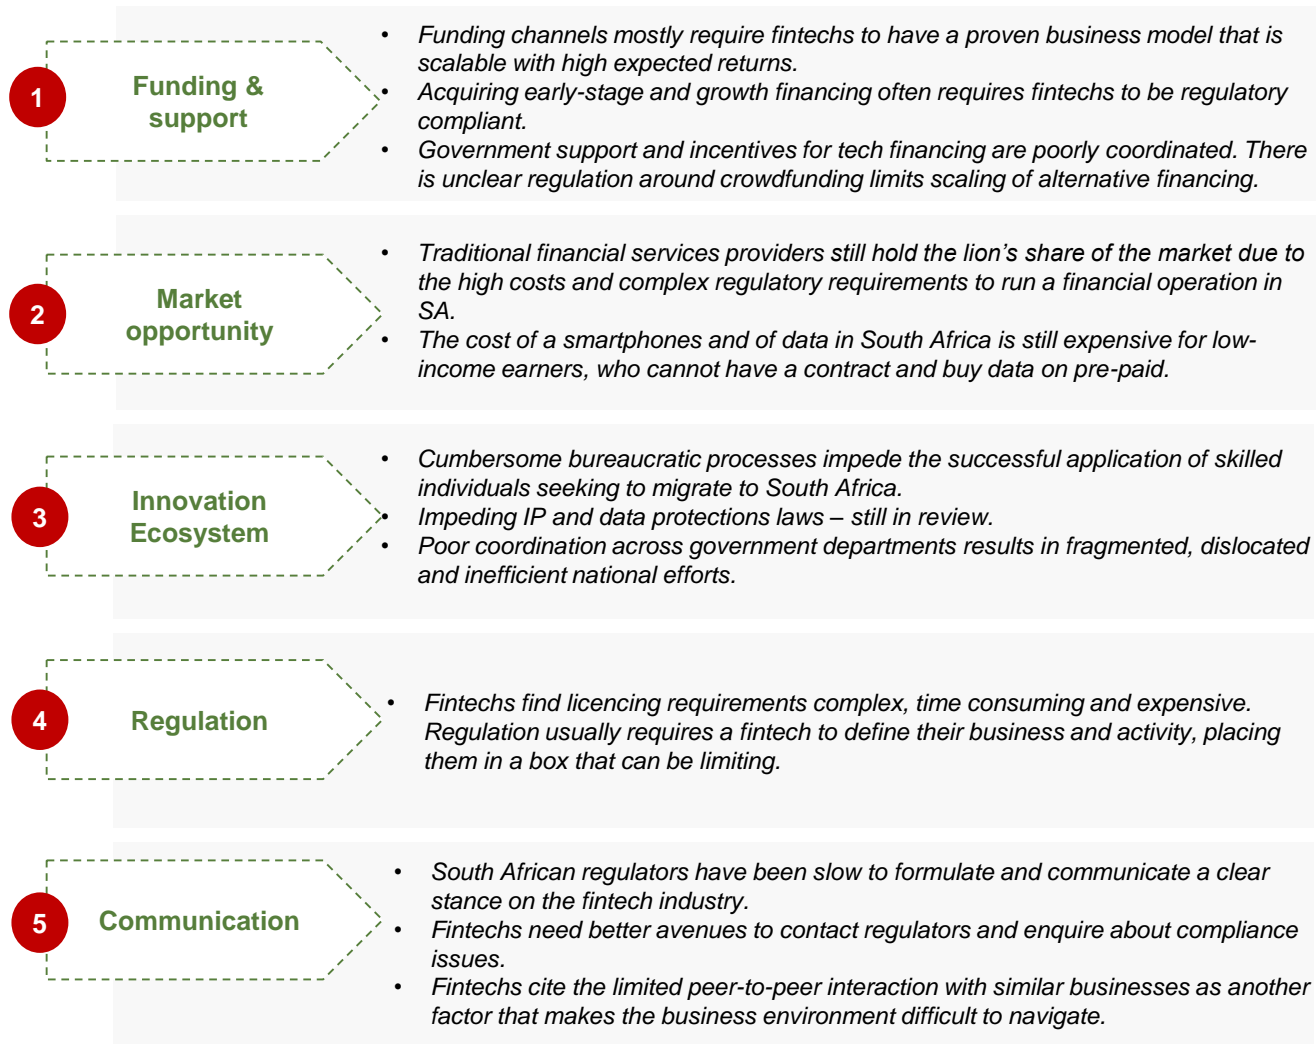 1
Funding &
support
• Funding channels mostly require fintechs to have a proven business model that is
scalable with high expected returns.
• Acquiring early-stage and growth financing often requires fintechs to be regulatory
compliant.
• Government support and incentives for tech financing are poorly coordinated. There
is unclear regulation around crowdfunding limits scaling of alternative financing.
2
Market
opportunity
• Traditional financial services providers still hold the lion’s share of the market due to
the high costs and complex regulatory requirements to run a financial operation in
SA.
• The cost of a smartphones and of data in South Africa is still expensive for low-
income earners, who cannot have a contract and buy data on pre-paid.
3
Innovation
Ecosystem
• Cumbersome bureaucratic processes impede the successful application of skilled
individuals seeking to migrate to South Africa.
• Impeding IP and data protections laws – still in review.
• Poor coordination across government departments results in fragmented, dislocated
and inefficient national efforts.
4
Regulation
• Fintechs find licencing requirements complex, time consuming and expensive.
Regulation usually requires a fintech to define their business and activity, placing
them in a box that can be limiting.
5
Communication
• South African regulators have been slow to formulate and communicate a clear
stance on the fintech industry.
• Fintechs need better avenues to contact regulators and enquire about compliance
issues.
• Fintechs cite the limited peer-to-peer interaction with similar businesses as another
factor that makes the business environment difficult to navigate.